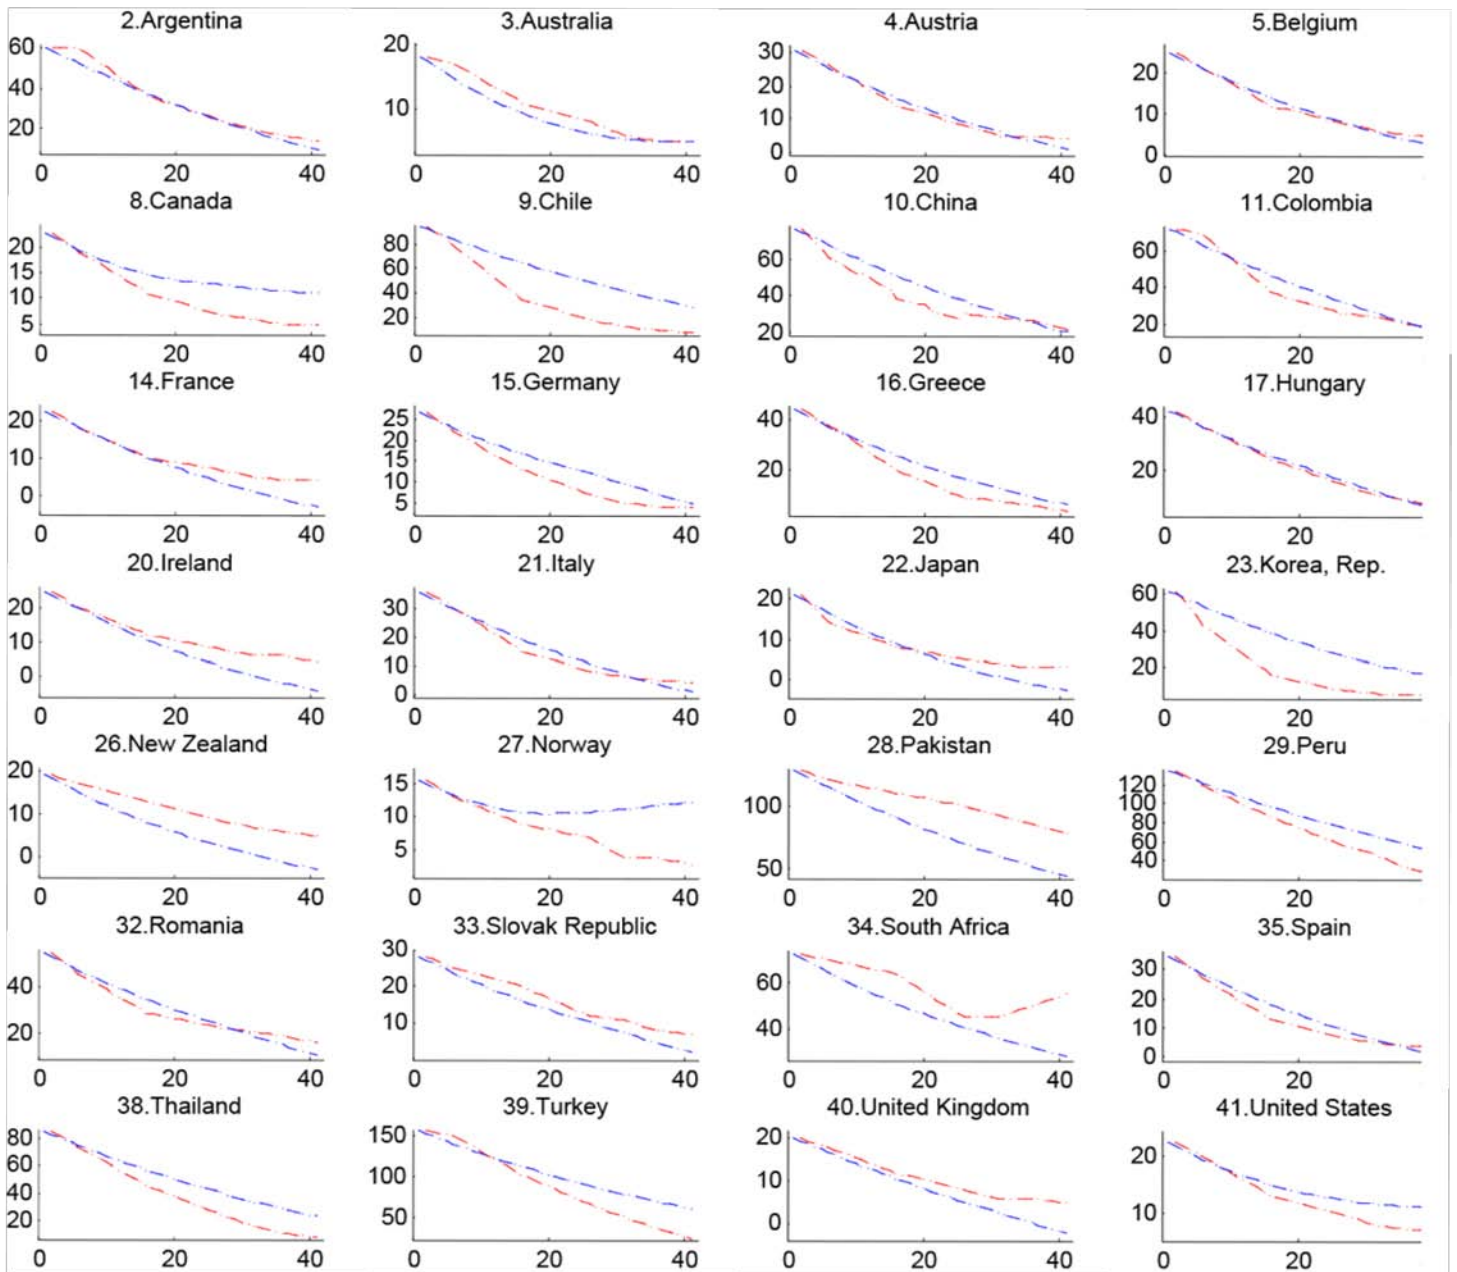 2.Argentina 3.Australia 4.Austria 5.Belgium
60 40 20 20 10 30 20 10 0 20 10 0
0 20 40 0 20 40 0 20 40 0 20
8.Canada 9.Chile 10.China 11.Colombia
20 15 10 5 80 60 40 20 80 60 40 20 60 40 20
0 20 40 0 20 40 0 20 40 0 20
14.France 15.Germany 16.Greece 17.Hungary
20 10 0 25 20 15 10 5 40 20 40 20
0 20 40 0 20 40 0 20 40 0 20
20.Ireland 21.Italy 22.Japan 23.Korea, Rep.
20 10 0 30 20 10 0 20 10 0 60 40 20
0 20 40 0 20 40 0 20 40 0 20
26.New Zealand 27.Norway 28.Pakistan 29.Peru
20 10 0 15 10 5 100 50 120 100 80 60 40
0 20 40 0 20 40 0 20 40 0 20
32.Romania 33.Slovak Republic 34.South Africa 35.Spain
40 20 30 20 10 60 40 30 20 10 0
0 20 40 0 20 40 0 20 40 0 20
38.Thailand 39.Turkey 40.United Kingdom 41.United States
80 60 40 20 150 100 50 20 10 0 20 10
0 20 40 0 20 40 0 20 40 0 20